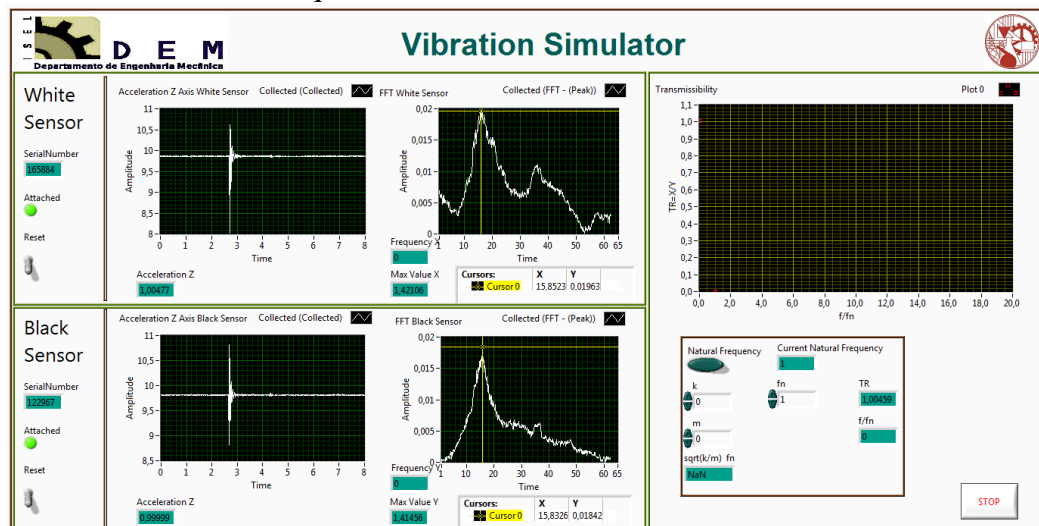 I S E L
D E M
Departamento de Engenharia Mecânica
Vibration Simulator
White Sensor
SerialNumber
165884
Attached
Reset
Acceleration Z Axis White Sensor Collected (Collected)
11
10,5
10
9,5
9
8,5
8
Amplitude
0 1 2 3 4 5 6 7 8
Time
Acceleration Z
1,00477
FFT White Sensor Collected (FFT - (Peak))
0,02
0,015
0,01
0,005
0
Amplitude
1 10 20 30 40 50 60 65
Time
Frequency X
0
Max Value X
1,42106
Cursors: X Y
Cursor 0 15,8523 0,01963
Black Sensor
SerialNumber
122967
Attached
Reset
Acceleration Z Axis Black Sensor Collected (Collected)
11
10,5
10
9,5
9
8,5
Amplitude
0 1 2 3 4 5 6 7 8
Time
Acceleration Z
0,99999
FFT Black Sensor Collected (FFT - (Peak))
0,02
0,015
0,01
0,005
0
Amplitude
1 10 20 30 40 50 60 65
Time
Frequency Y
0
Max Value Y
1,41456
Cursors: X Y
Cursor 0 15,8326 0,01842
Transmissibility Plot 0
1,1
1,0
0,9
0,8
0,7
0,6
0,5
0,4
0,3
0,2
0,1
0,0
TR=X/Y
0,0 2,0 4,0 6,0 8,0 10,0 12,0 14,0 16,0 18,0 20,0
f/fn
Natural Frequency
Current Natural Frequency
1
k
0
fn
1
TR
1,00459
m
0
f/fn
0
sqrt(k/m) fn
NaN
STOP